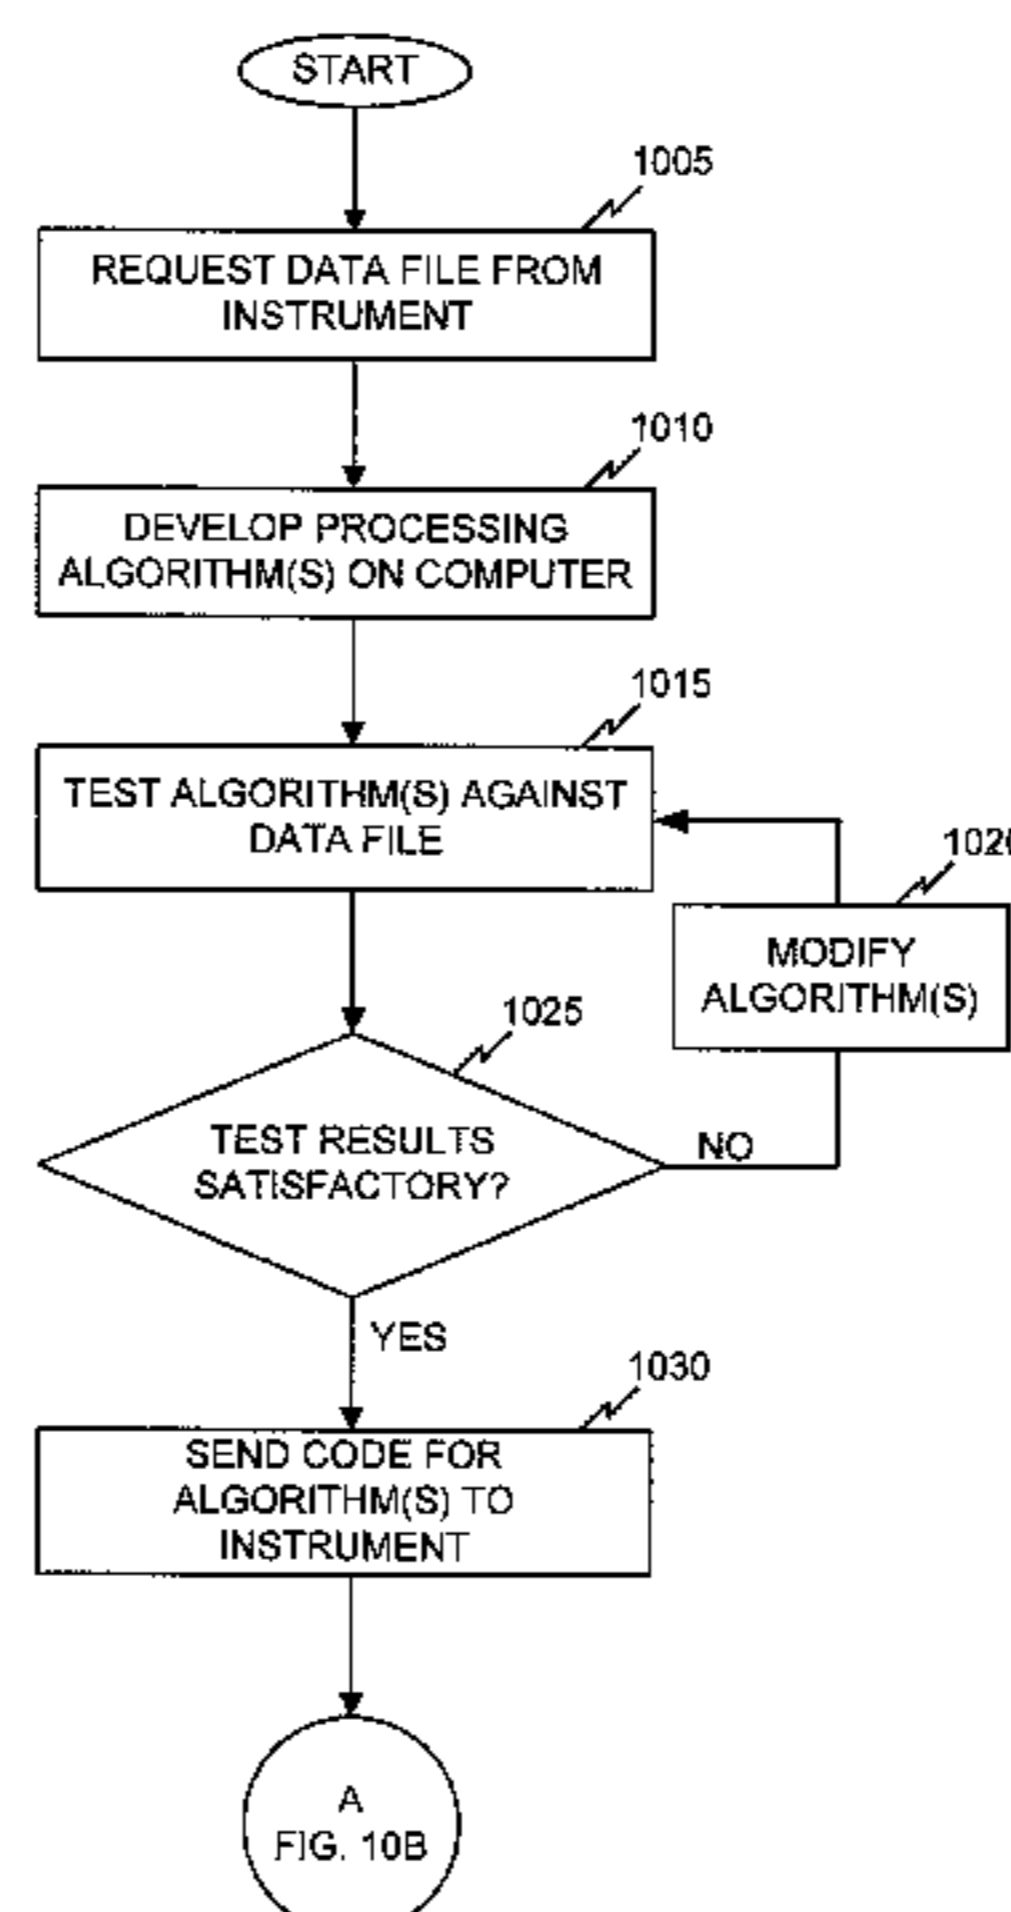 START
1005
REQUEST DATA FILE FROM
INSTRUMENT
1010
DEVELOP PROCESSING
ALGORITHM(S) ON COMPUTER
1015
TEST ALGORITHM(S) AGAINST
DATA FILE
1020
MODIFY
ALGORITHM(S)
1025
TEST RESULTS
SATISFACTORY?
NO
YES
1030
SEND CODE FOR
ALGORITHM(S) TO
INSTRUMENT
A
FIG. 10B